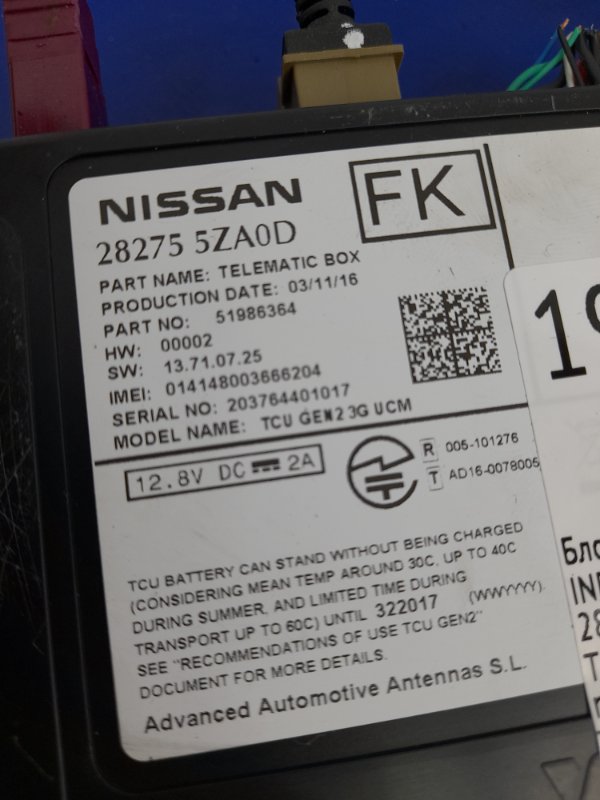 NISSAN
FK
28275 5ZA0D
PART NAME: TELEMATIC BOX
PRODUCTION DATE: 03/11/16
PART NO: 51986364
HW: 00002
SW: 13.71.07.25
IMEI: 014148003666204
SERIAL NO: 203764401017
MODEL NAME: TCU GEN2 3G UCM
12.8V DC 2A
R 005-101276
T AD16-0078005
TCU BATTERY CAN STAND WITHOUT BEING CHARGED
(CONSIDERING MEAN TEMP AROUND 30C, UP TO 40C
DURING SUMMER, AND LIMITED TIME DURING
TRANSPORT UP TO 60C) UNTIL 322017 (WWYYYY).
SEE "RECOMMENDATIONS OF USE TCU GEN2"
DOCUMENT FOR MORE DETAILS.
Advanced Automotive Antennas S.L.
1
28